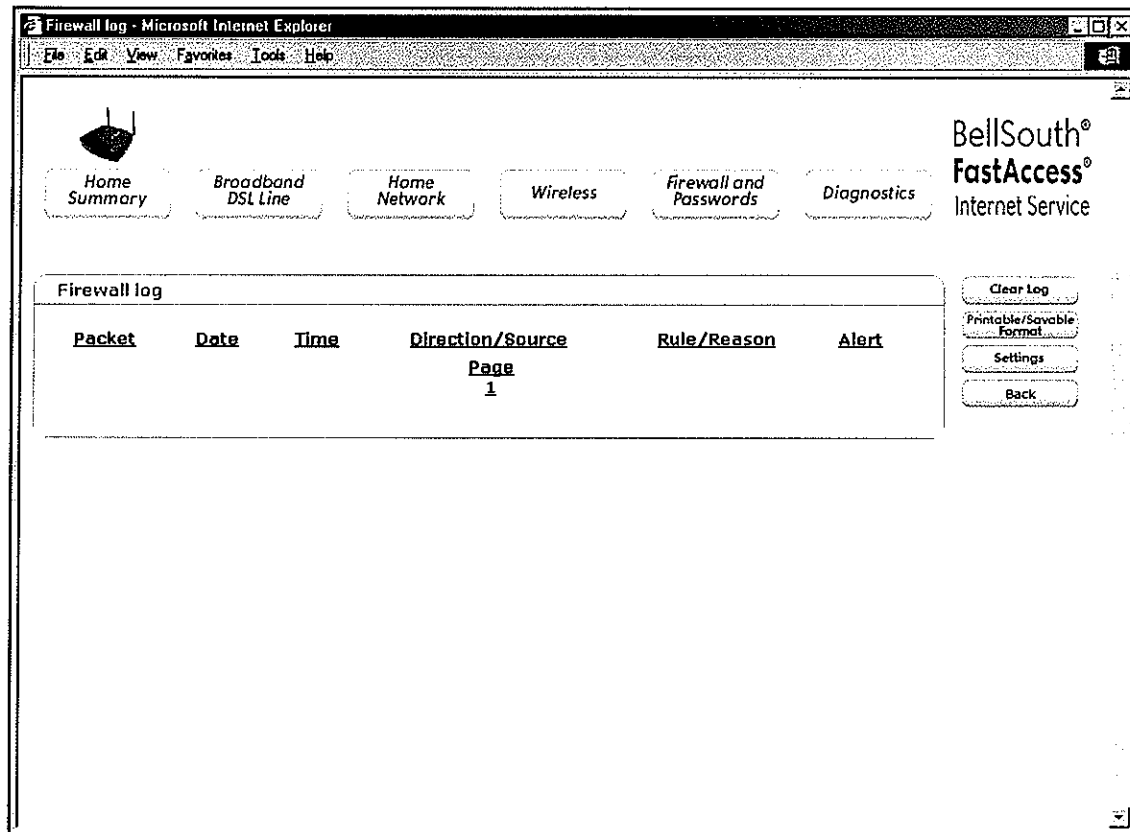 Firewall log - Microsoft Internet Explorer
File Edit View Favorites Tools Help
BellSouth®
FastAccess®
Internet Service
Home Summary
Broadband DSL Line
Home Network
Wireless
Firewall and Passwords
Diagnostics
Firewall log
Packet Date Time Direction/Source Rule/Reason Alert
Page
1
Clear Log
Printable/Savable
Format
Settings
Back